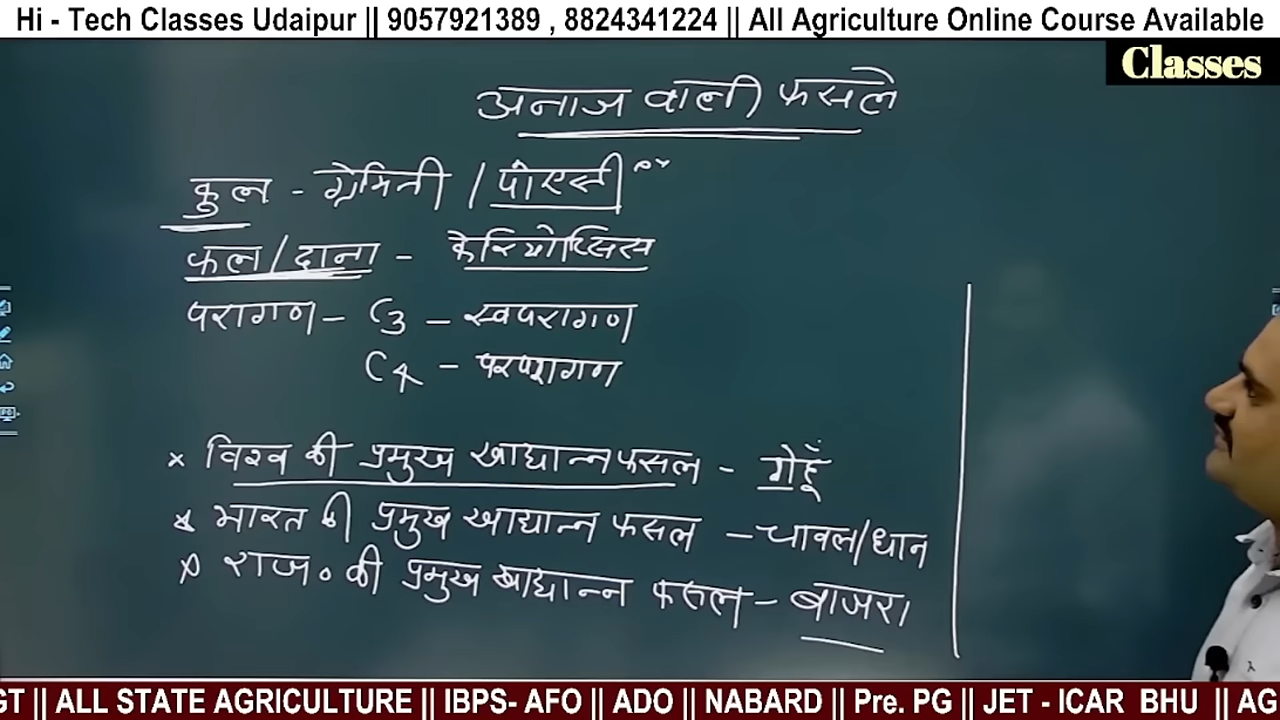 Hi - Tech Classes Udaipur || 9057921389 , 8824341224 || All Agriculture Online Course Available
Classes
अनाज वाली फसले
कुल - ग्रेमिनी / पोएसी
फल/दाना - केरियोप्सिस
परागण - C3 - स्वपरागण
C4 - परपरागण
× विश्व की प्रमुख खाद्यान्न फसल - गेहूँ
* भारत की प्रमुख खाद्यान्न फसल - चावल/धान
* राज० की प्रमुख खाद्यान्न फसल - बाजरा
GT || ALL STATE AGRICULTURE || IBPS- AFO || ADO || NABARD || Pre. PG || JET - ICAR BHU || AG